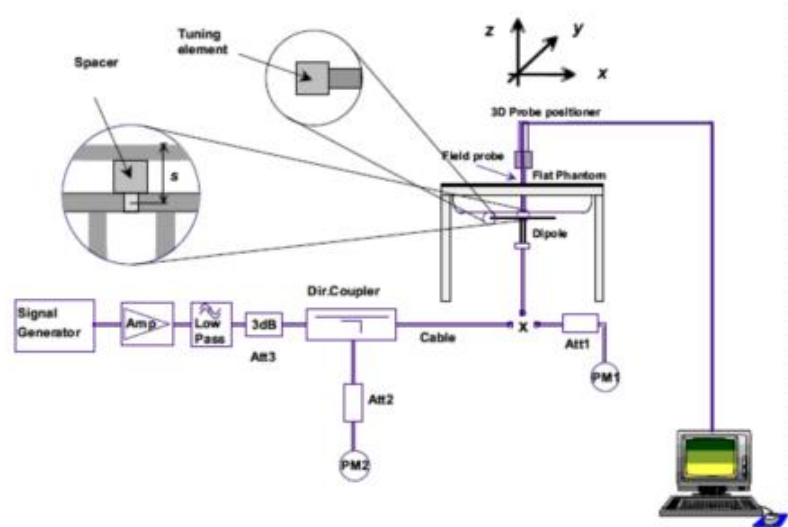 Tuning
element
Spacer
z
y
x
3D Probe positioner
s
Field probe
Flat Phantom
Dipole
Dir.Coupler
Signal
Generator
Amp
Low
Pass
3dB
Cable
x
Att3
Att1
PM1
Att2
PM2